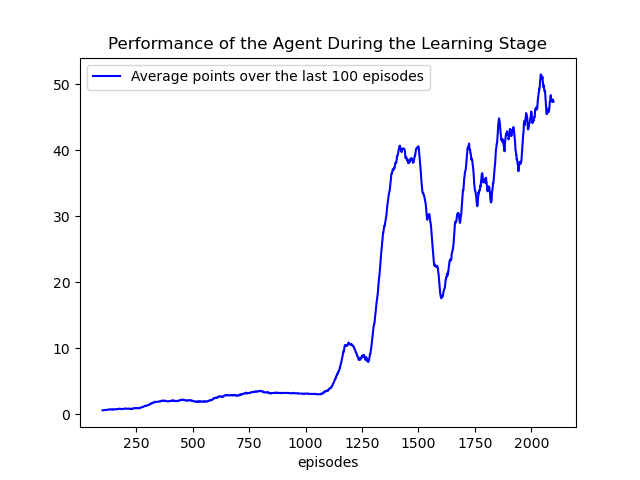 Performance of the Agent During the Learning Stage
Average points over the last 100 episodes
50
40
30
20
10
0
250 500 750 1000 1250 1500 1750 2000
episodes